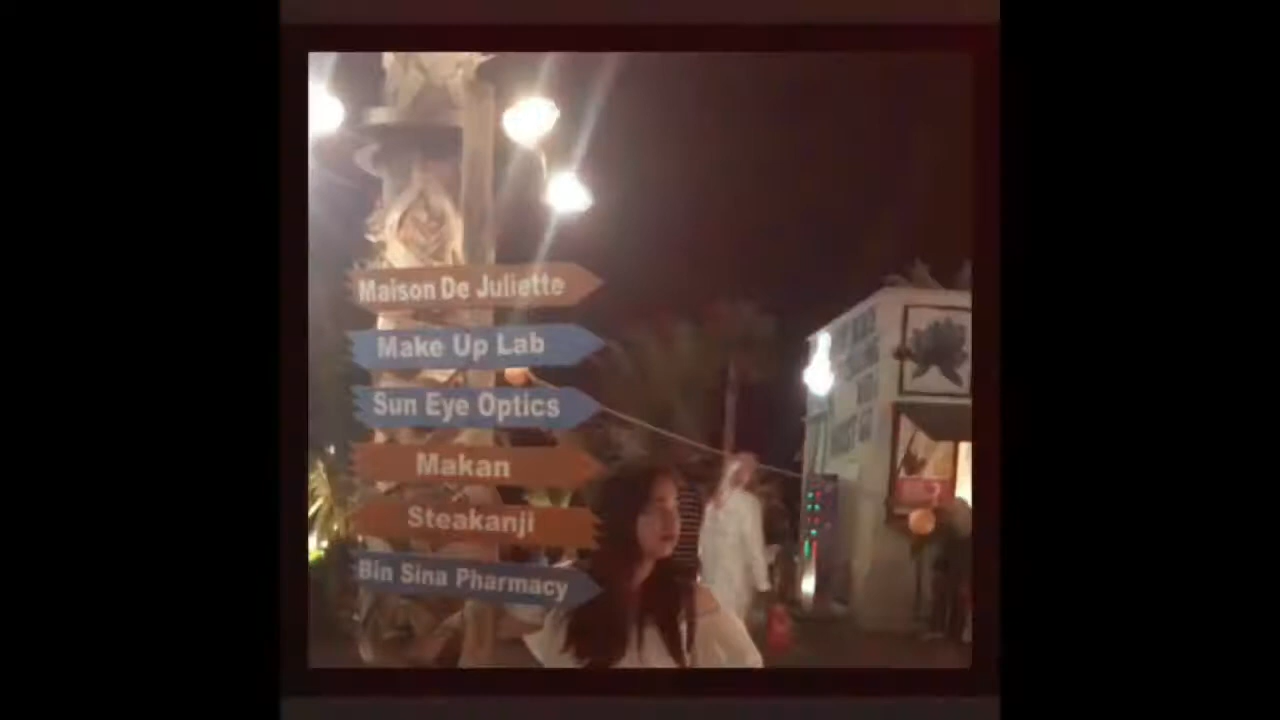 Maison De Juliette
Make Up Lab
Sun Eye Optics
Makan
Steakanji
Bin Sina Pharmacy